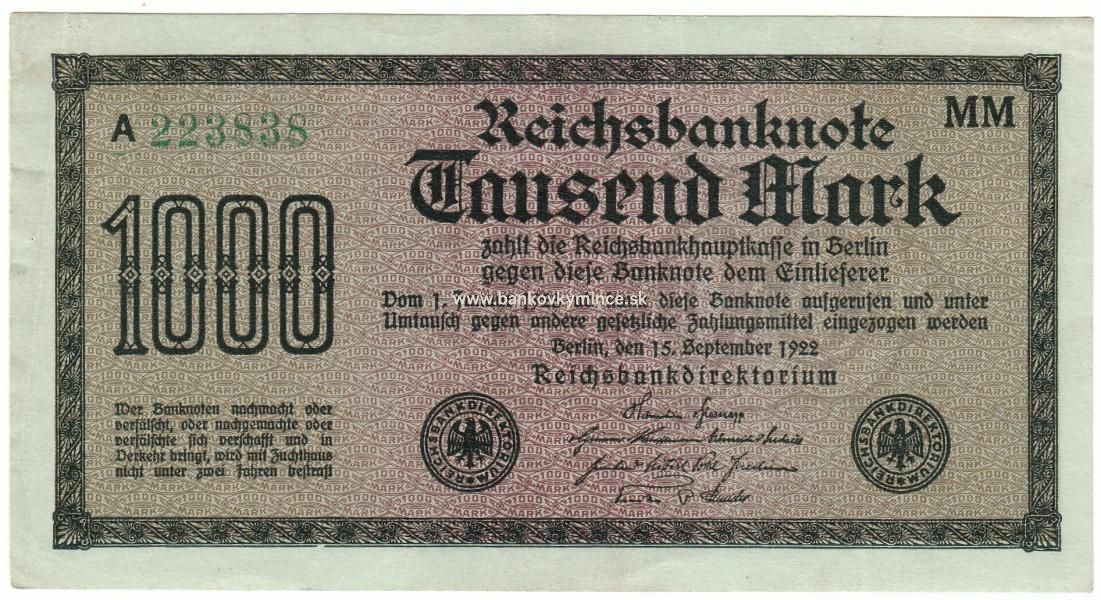 A 223838
MM
Reichsbanknote
Tausend Mark
1000
zahlt die Reichsbankhauptkasse in Berlin
gegen diese Banknote dem Einlieferer
Vom 1. diese Banknote aufgerufen und unter
Umtausch gegen andere gesetzliche Zahlungsmittel eingezogen werden
www.bankovkymince.sk
Berlin, den 15. September 1922
Reichsbankdirektorium
Wer Banknoten nachmacht oder
verfälscht, oder nachgemachte oder
verfälschte sich verschafft und in
Verkehr bringt, wird mit Zuchthaus
nicht unter zwei Jahren bestraft
REICHSBANKDIREKTORIUM
REICHSBANKDIREKTORIUM